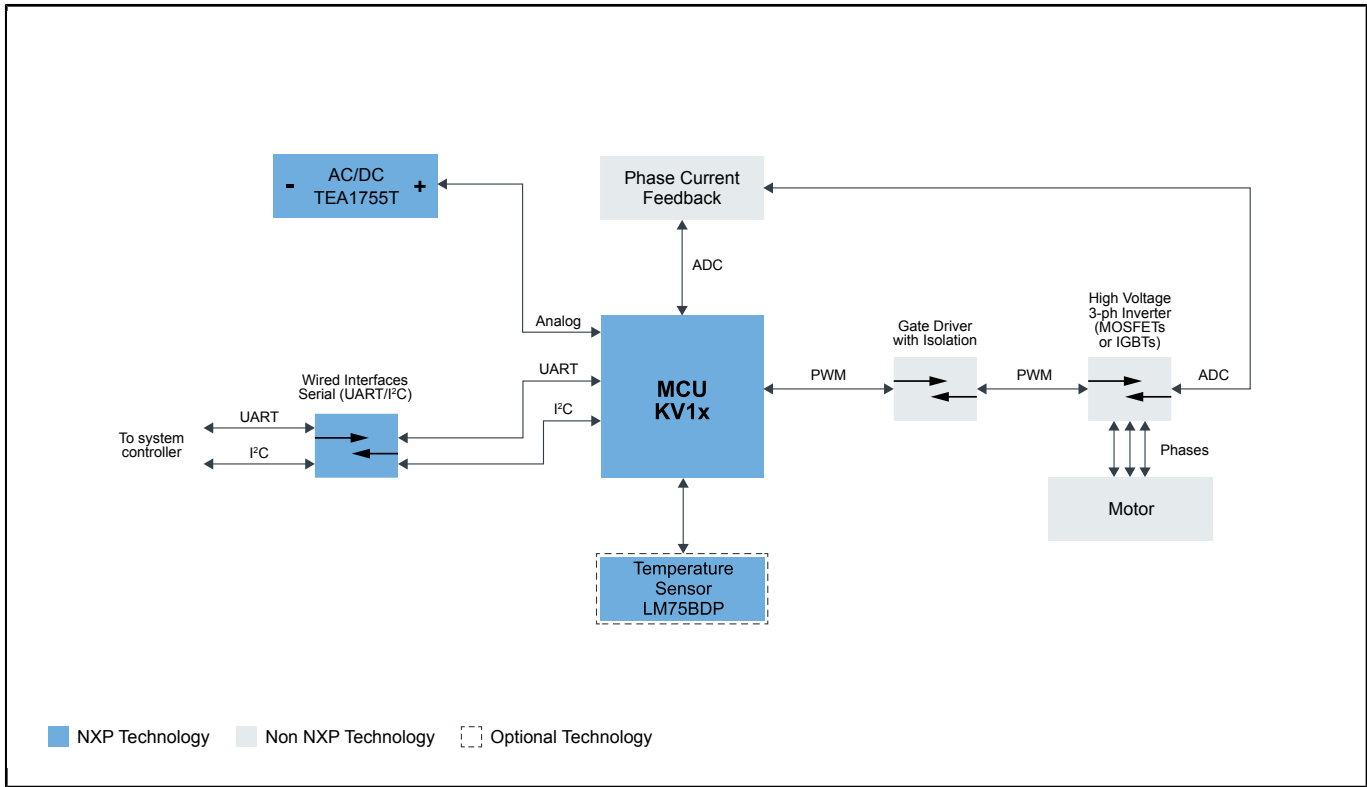 AC/DC
- +
TEA1755T
Phase Current
Feedback
ADC
Analog
High Voltage
3-ph Inverter
(MOSFETs
or IGBTs)
Gate Driver
with Isolation
Wired Interfaces
Serial (UART/I²C)
UART
I²C
MCU
KV1x
PWM
PWM
ADC
To system
controller
UART
I²C
Phases
Motor
Temperature
Sensor
LM75BDP
NXP Technology
Non NXP Technology
Optional Technology